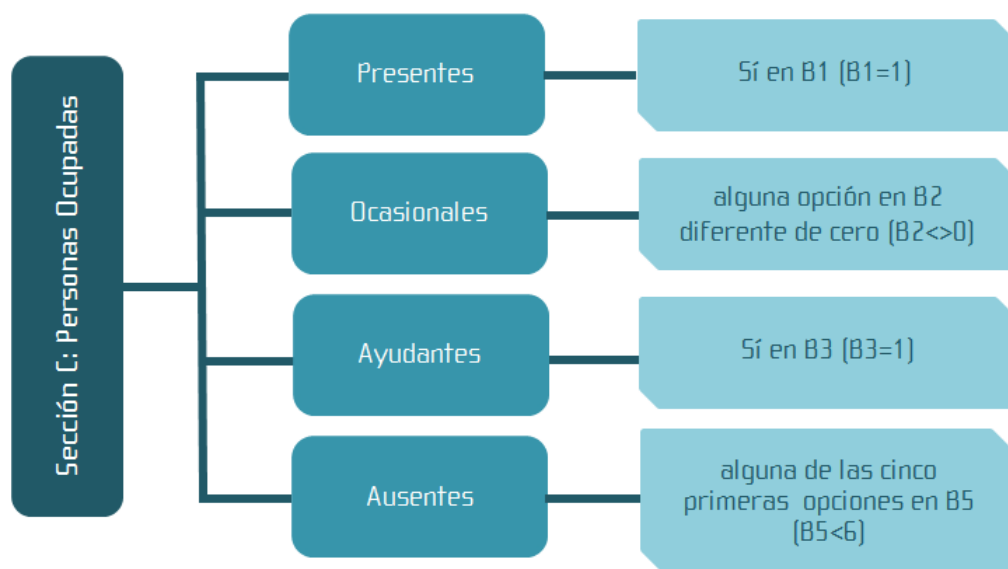 Sección C: Personas Ocupadas
Presentes
Sí en B1 (B1=1)
Ocasionales
alguna opción en B2
diferente de cero (B2<>0)
Ayudantes
Sí en B3 (B3=1)
Ausentes
alguna de las cinco
primeras opciones en B5
(B5<6)